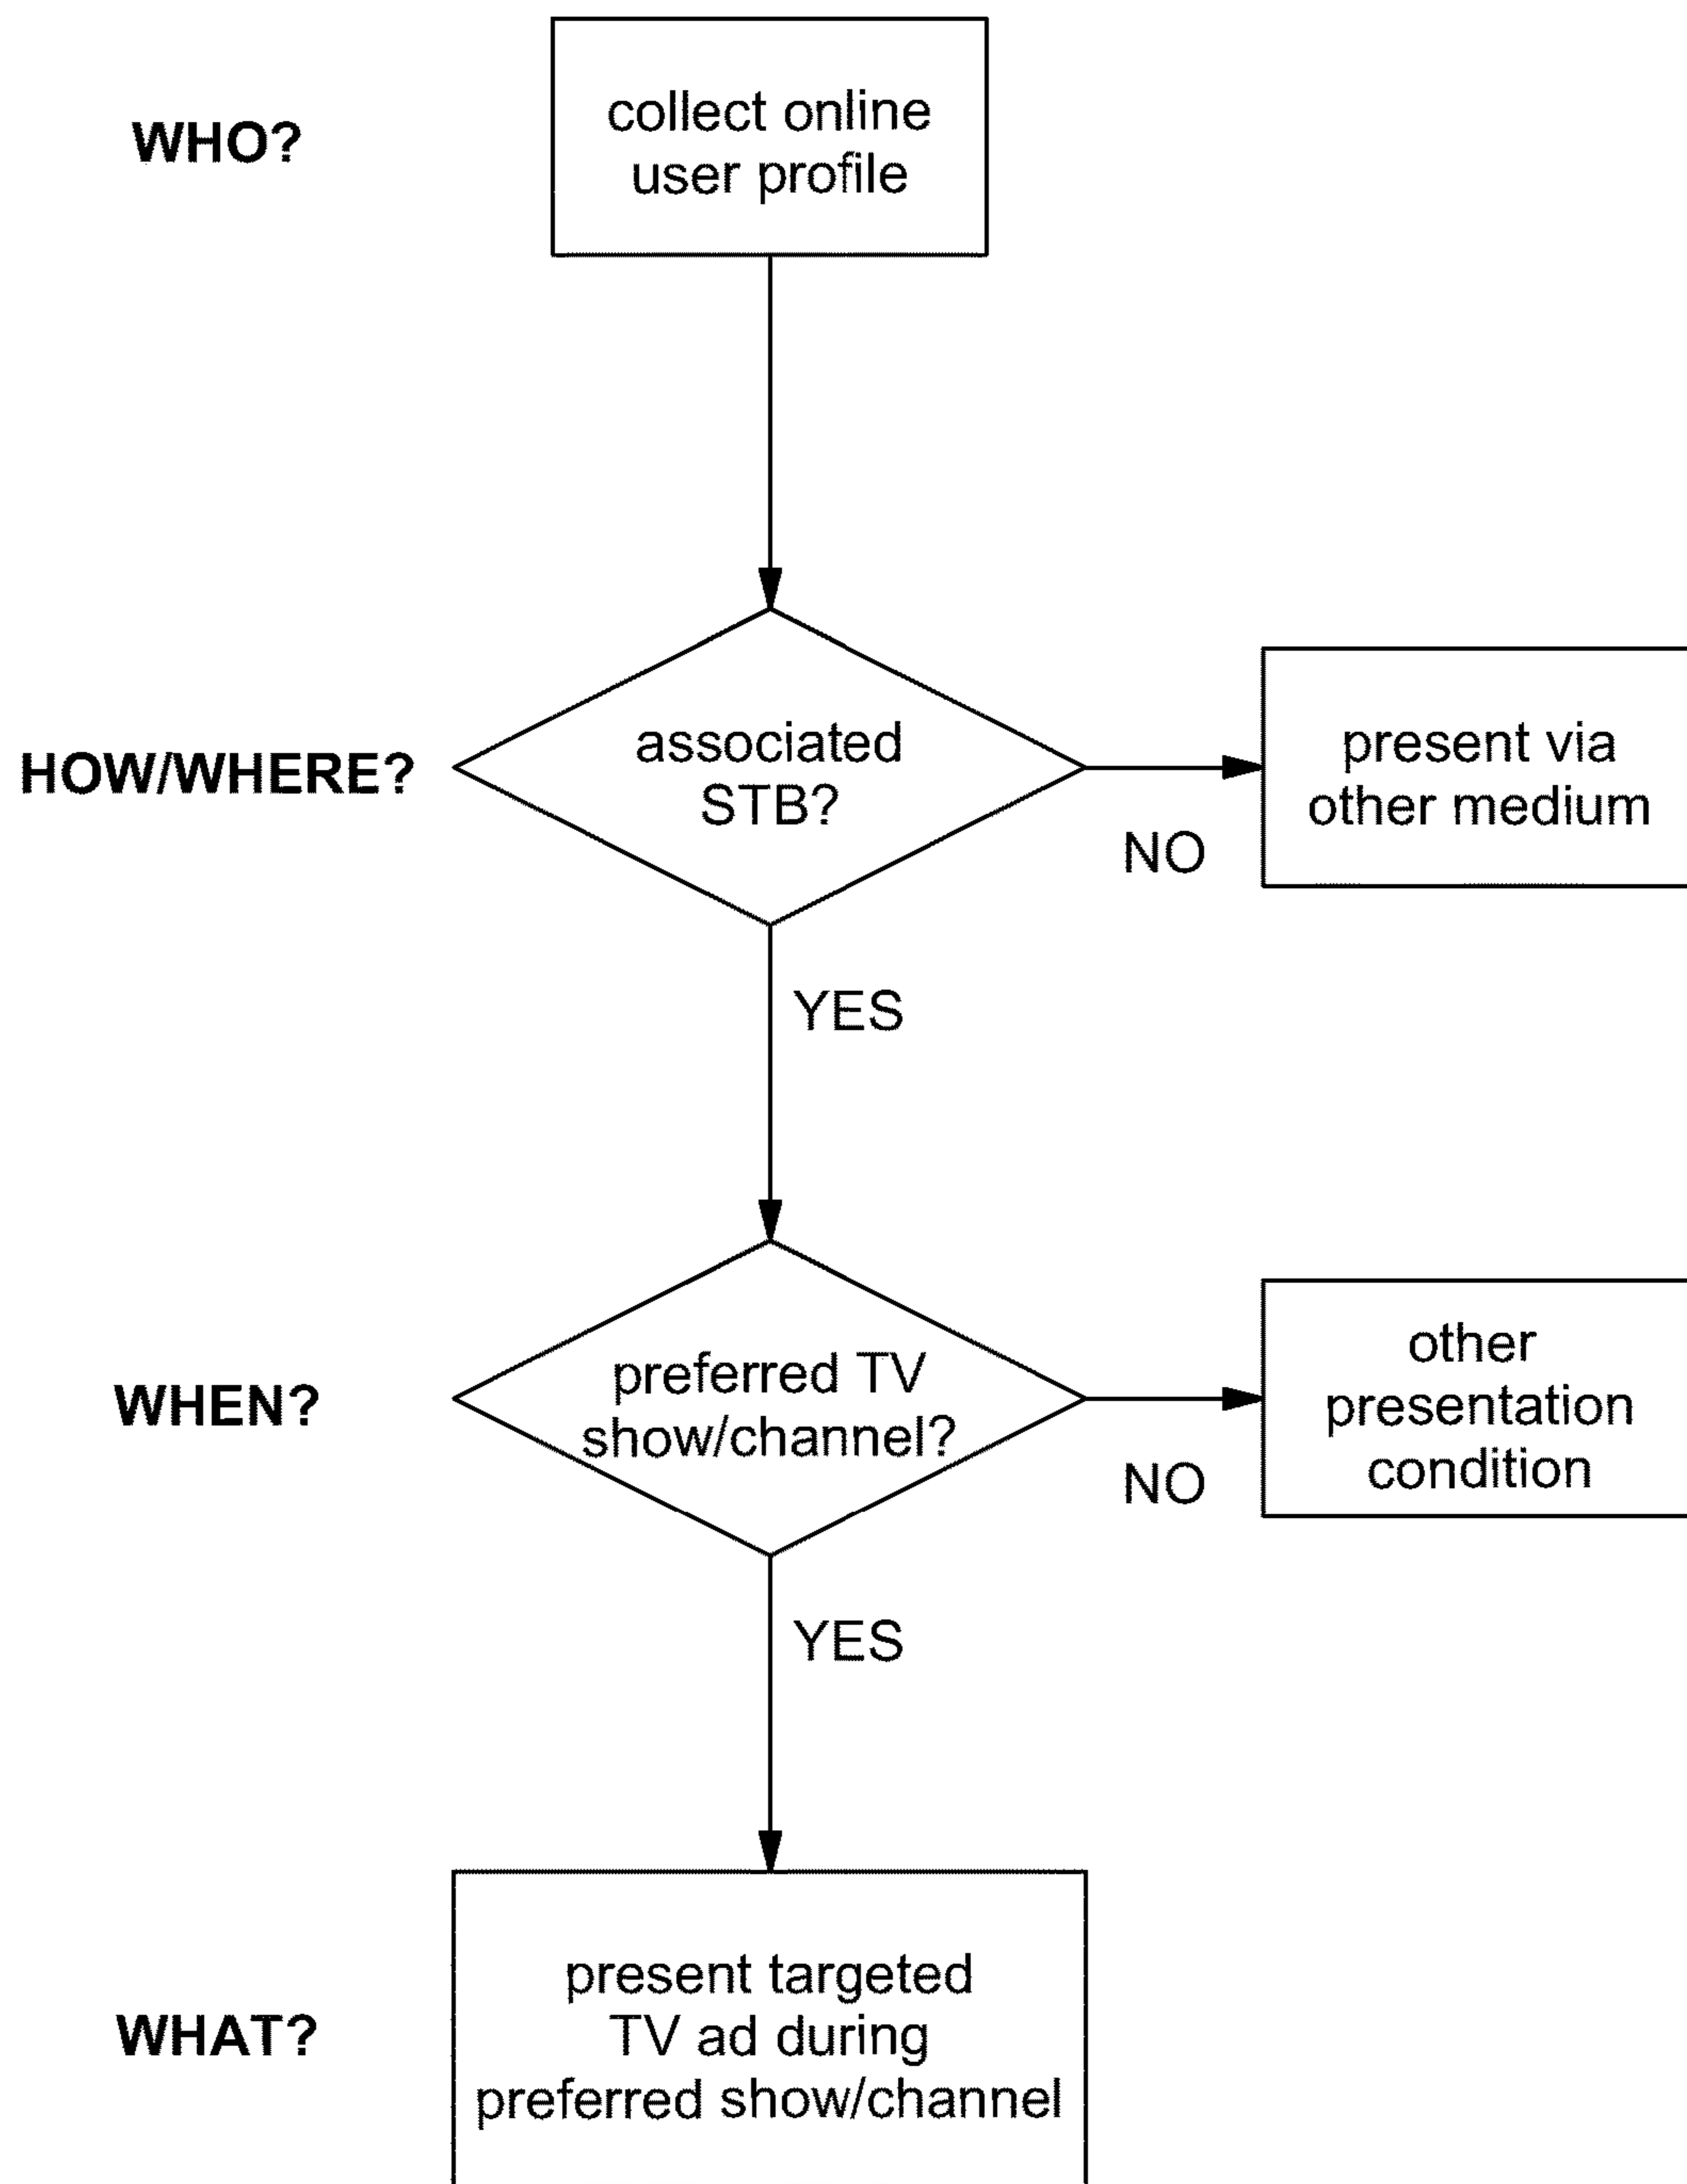 WHO?
collect online
user profile
HOW/WHERE?
associated
STB?
NO
present via
other medium
YES
WHEN?
preferred TV
show/channel?
NO
other
presentation
condition
YES
WHAT?
present targeted
TV ad during
preferred show/channel